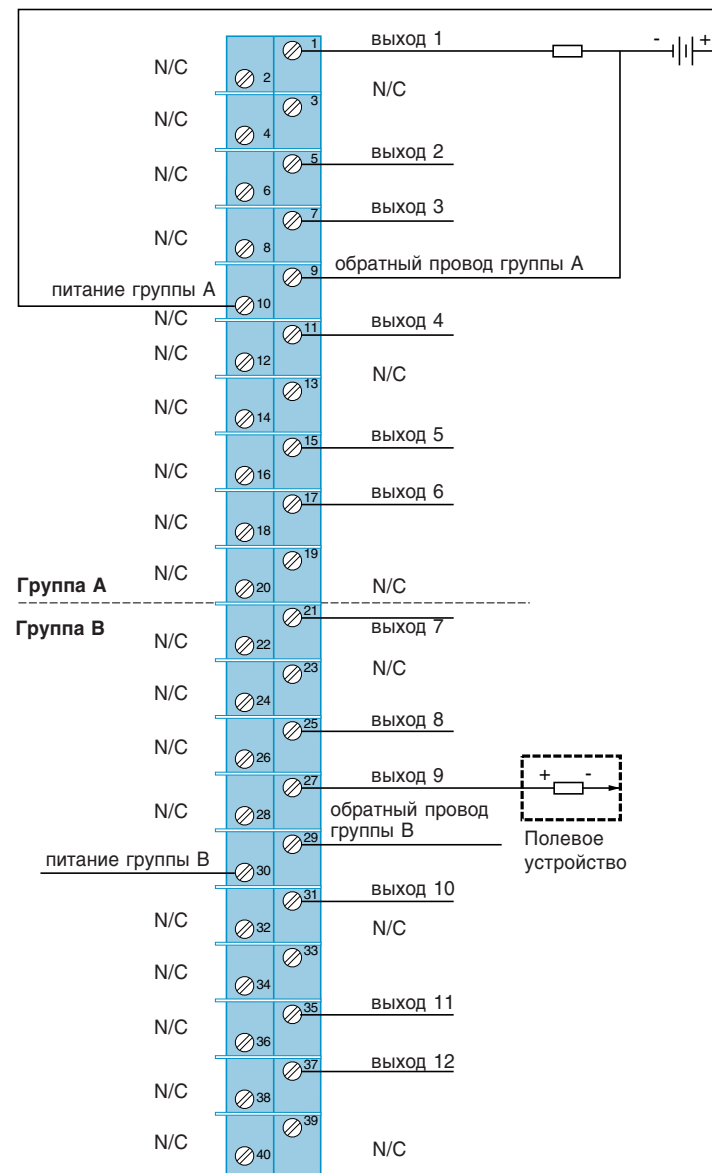 выход 1
- +
1
N/C
2
N/C
3
N/C
4
выход 2
5
N/C
6
выход 3
7
N/C
8
обратный провод группы А
9
питание группы А
10
N/C
выход 4
11
N/C
12
N/C
13
N/C
14
выход 5
15
N/C
16
выход 6
17
N/C
18
19
N/C
20
N/C
Группа А
Группа В
21
выход 7
N/C
22
N/C
23
N/C
24
выход 8
25
N/C
26
выход 9
27
+ -
N/C
28
обратный провод
группы В
29
Полевое
устройство
питание группы В
30
выход 10
31
N/C
32
N/C
33
N/C
34
выход 11
35
N/C
36
выход 12
37
N/C
38
39
N/C
40
N/C